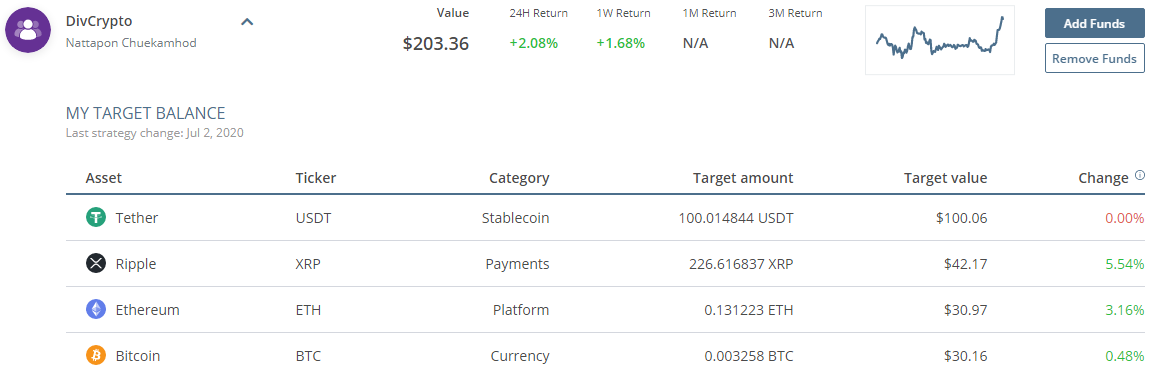 DivCrypto
Nattapon Chuekamhod
Value 24H Return 1W Return 1M Return 3M Return
$203.36 +2.08% +1.68% N/A N/A
Add Funds
Remove Funds
MY TARGET BALANCE
Last strategy change: Jul 2, 2020
Asset Ticker Category Target amount Target value Change
Tether USDT Stablecoin 100.014844 USDT $100.06 0.00%
Ripple XRP Payments 226.616837 XRP $42.17 5.54%
Ethereum ETH Platform 0.131223 ETH $30.97 3.16%
Bitcoin BTC Currency 0.003258 BTC $30.16 0.48%